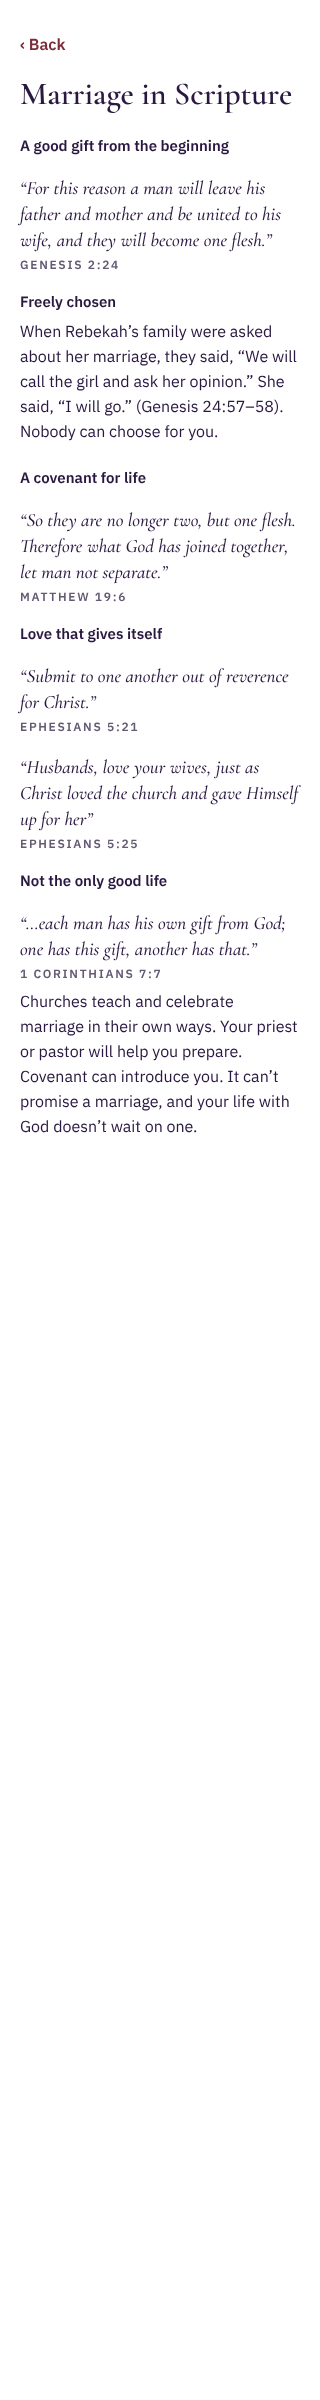 ‹ Back
Marriage in Scripture
A good gift from the beginning
“For this reason a man will leave his
father and mother and be united to his
wife, and they will become one flesh.”
GENESIS 2:24
Freely chosen
When Rebekah’s family were asked
about her marriage, they said, “We will
call the girl and ask her opinion.” She
said, “I will go.” (Genesis 24:57–58).
Nobody can choose for you.
A covenant for life
“So they are no longer two, but one flesh.
Therefore what God has joined together,
let man not separate.”
MATTHEW 19:6
Love that gives itself
“Submit to one another out of reverence
for Christ.”
EPHESIANS 5:21
“Husbands, love your wives, just as
Christ loved the church and gave Himself
up for her”
EPHESIANS 5:25
Not the only good life
“…each man has his own gift from God;
one has this gift, another has that.”
1 CORINTHIANS 7:7
Churches teach and celebrate
marriage in their own ways. Your priest
or pastor will help you prepare.
Covenant can introduce you. It can’t
promise a marriage, and your life with
God doesn’t wait on one.